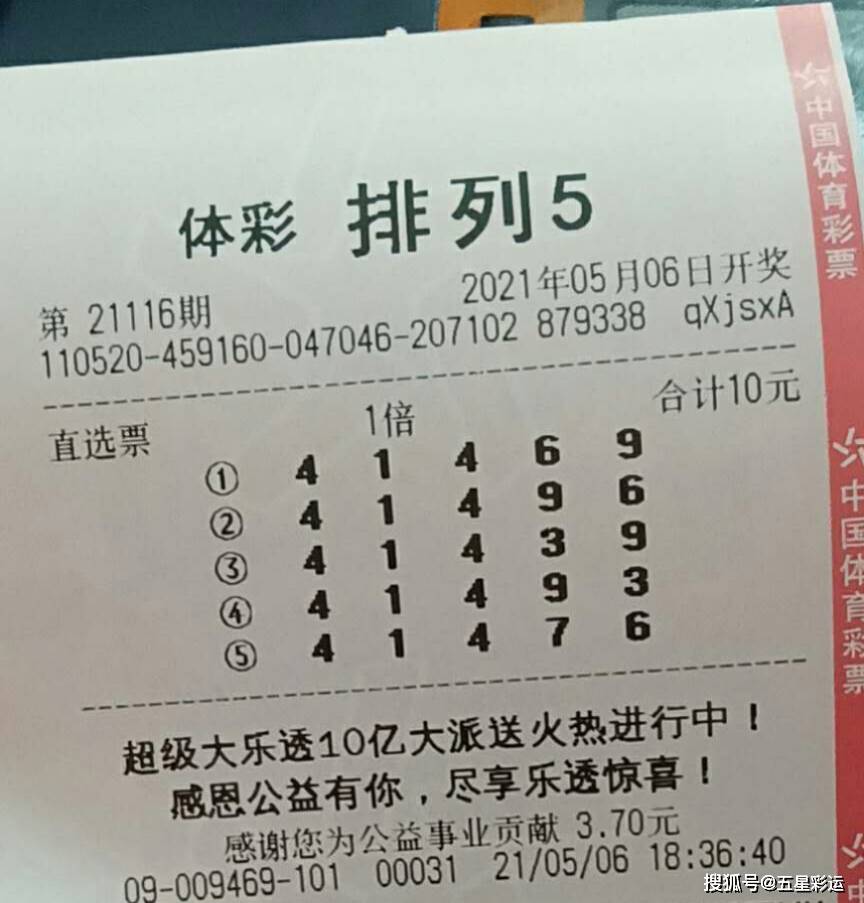 体彩 排列5
第 21116期 2021年05月06日开奖
110520-459160-047046-207102 879338 qXjsxA
直选票 1倍 合计10元
① 4 1 4 6 9
② 4 1 4 9 6
③ 4 1 4 3 9
④ 4 1 4 9 3
⑤ 4 1 4 7 6
超级大乐透10亿大派送火热进行中！
感恩公益有你，尽享乐透惊喜！
感谢您为公益事业贡献 3.70元
09-009469-101 00031 21/05/06 18:36:40
中国体育彩票
中国体育彩票
中
搜狐号@五星彩运